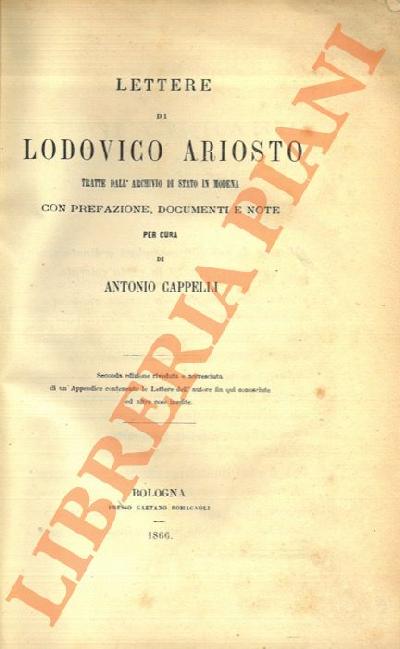 LETTERE
DI
LODOVICO ARIOSTO
TRATTE DALL' ARCHIVIO DI STATO IN MODENA
CON PREFAZIONE, DOCUMENTI E NOTE
PER CURA
DI
ANTONIO CAPPELLI
Seconda edizione riveduta e accresciuta
di un' Appendice contenente le Lettere dell' autore fin qui conosciute
ed altre cose inedite.
BOLOGNA
PRESSO GAETANO ROMAGNOLI
1866.
LIBRERIA PIANI